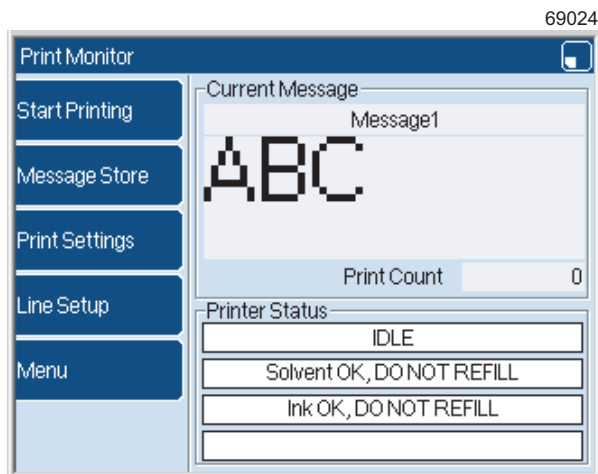 69024
Print Monitor
Start Printing
Message Store
Print Settings
Line Setup
Menu
Current Message
Message1
ABC
Print Count 0
Printer Status
IDLE
Solvent OK, DO NOT REFILL
Ink OK, DO NOT REFILL